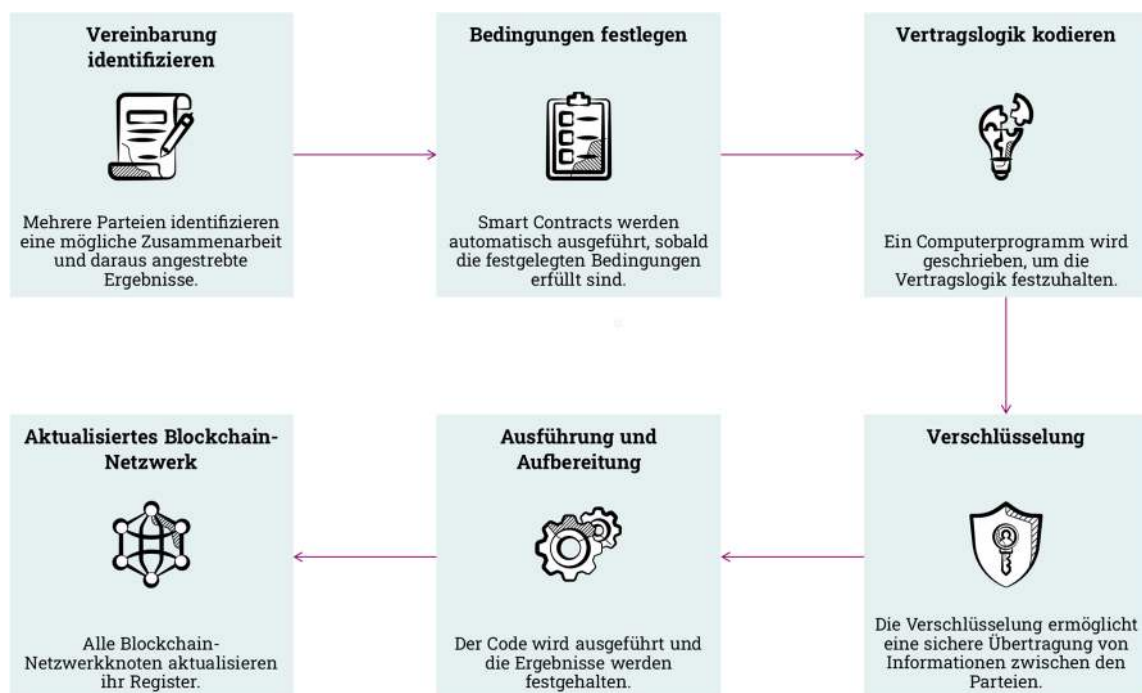 Vereinbarung
identifizieren
Mehrere Parteien identifizieren
eine mögliche Zusammenarbeit
und daraus angestrebte
Ergebnisse.
Bedingungen festlegen
Smart Contracts werden
automatisch ausgeführt, sobald
die festgelegten Bedingungen
erfüllt sind.
Vertragslogik kodieren
Ein Computerprogramm wird
geschrieben, um die
Vertragslogik festzuhalten.
Verschlüsselung
Die Verschlüsselung ermöglicht
eine sichere Übertragung von
Informationen zwischen den
Parteien.
Ausführung und
Aufbereitung
Der Code wird ausgeführt und
die Ergebnisse werden
festgehalten.
Aktualisiertes Blockchain-
Netzwerk
Alle Blockchain-
Netzwerkknoten aktualisieren
ihr Register.